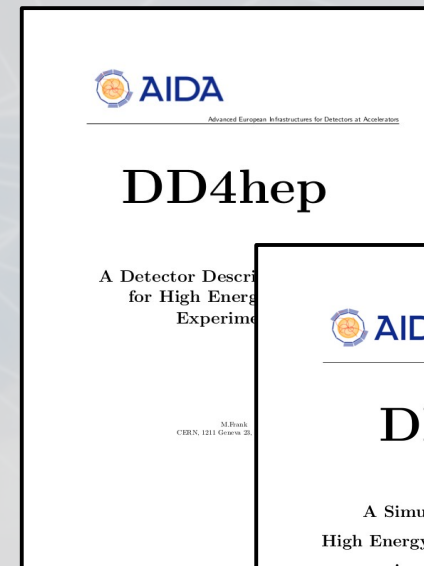 AIDA
Advanced European Infrastructures for Detectors at Accelerators
DD4hep
A Detector Descri
for High Energ
Experime
M.Frank
CERN, 1211 Geneva 23,
AID
D
A Simu
High Energy